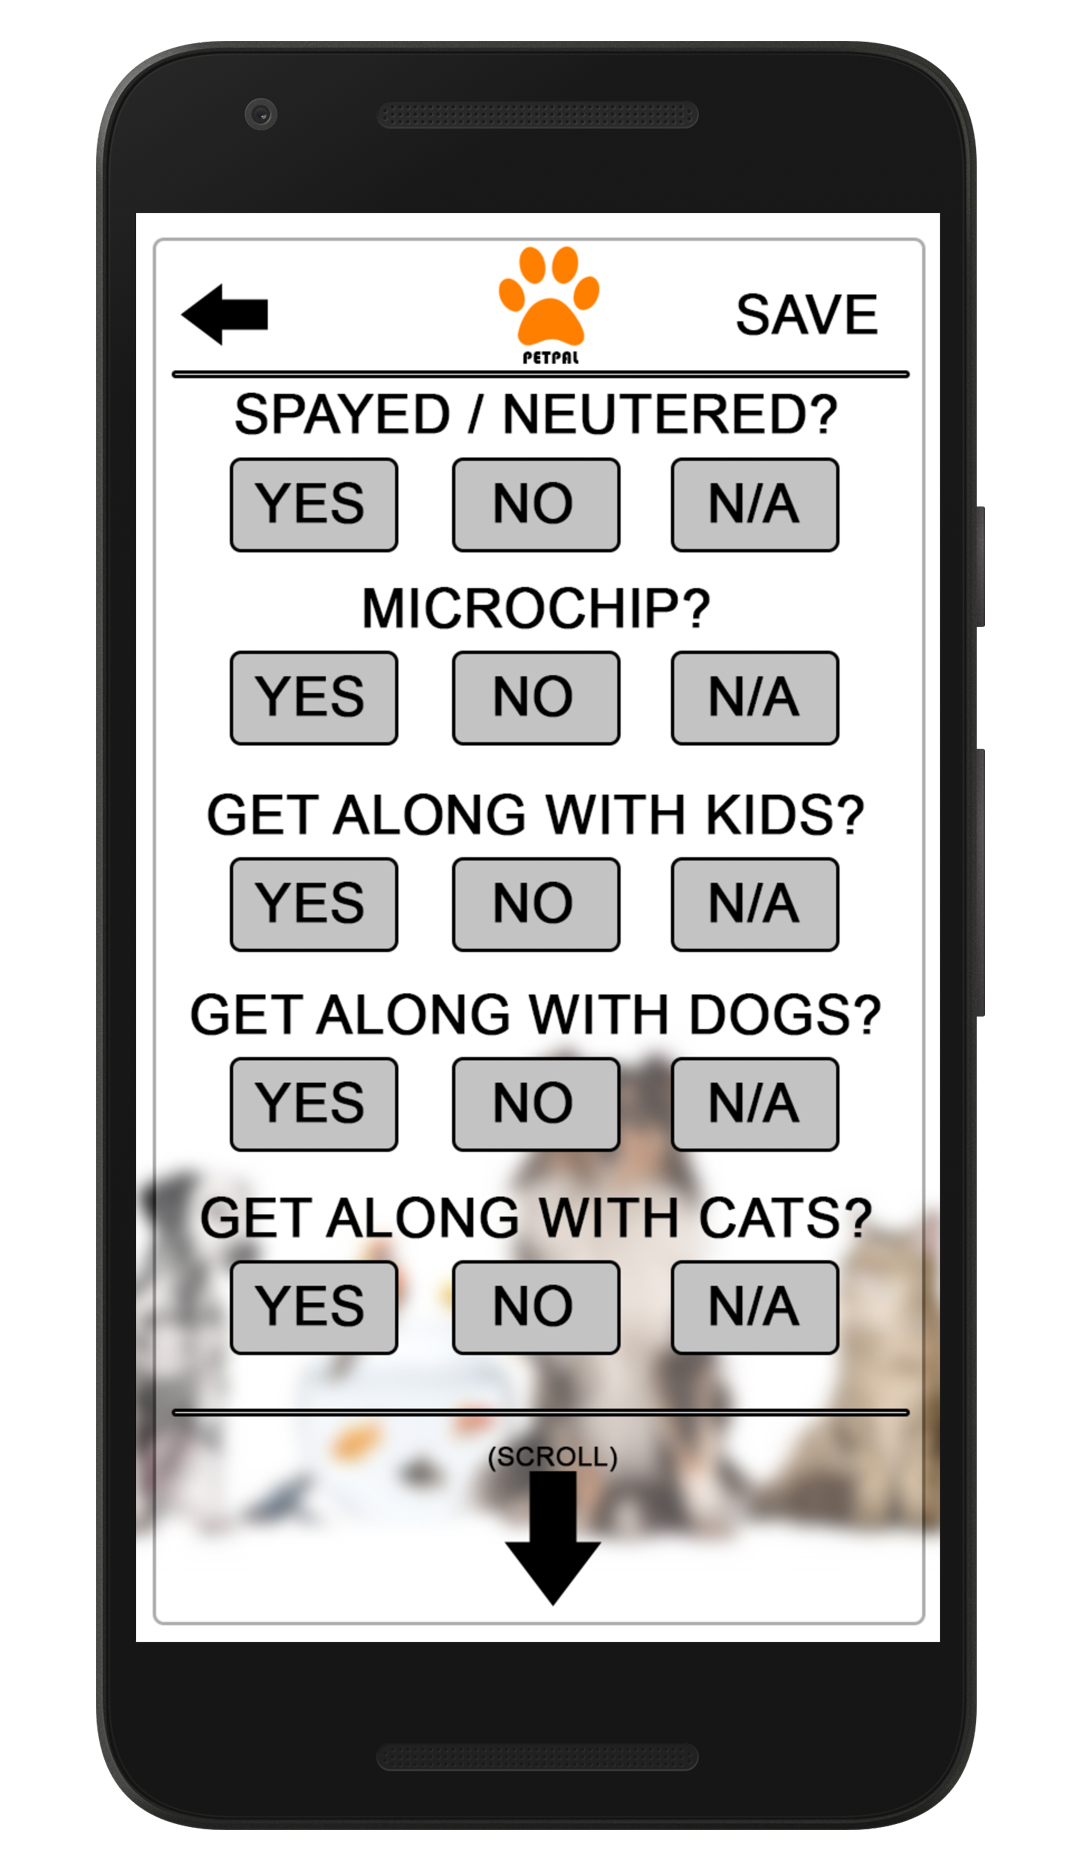 PETPAL
SAVE
SPAYED / NEUTERED?
YES NO N/A
MICROCHIP?
YES NO N/A
GET ALONG WITH KIDS?
YES NO N/A
GET ALONG WITH DOGS?
YES NO N/A
GET ALONG WITH CATS?
YES NO N/A
(SCROLL)